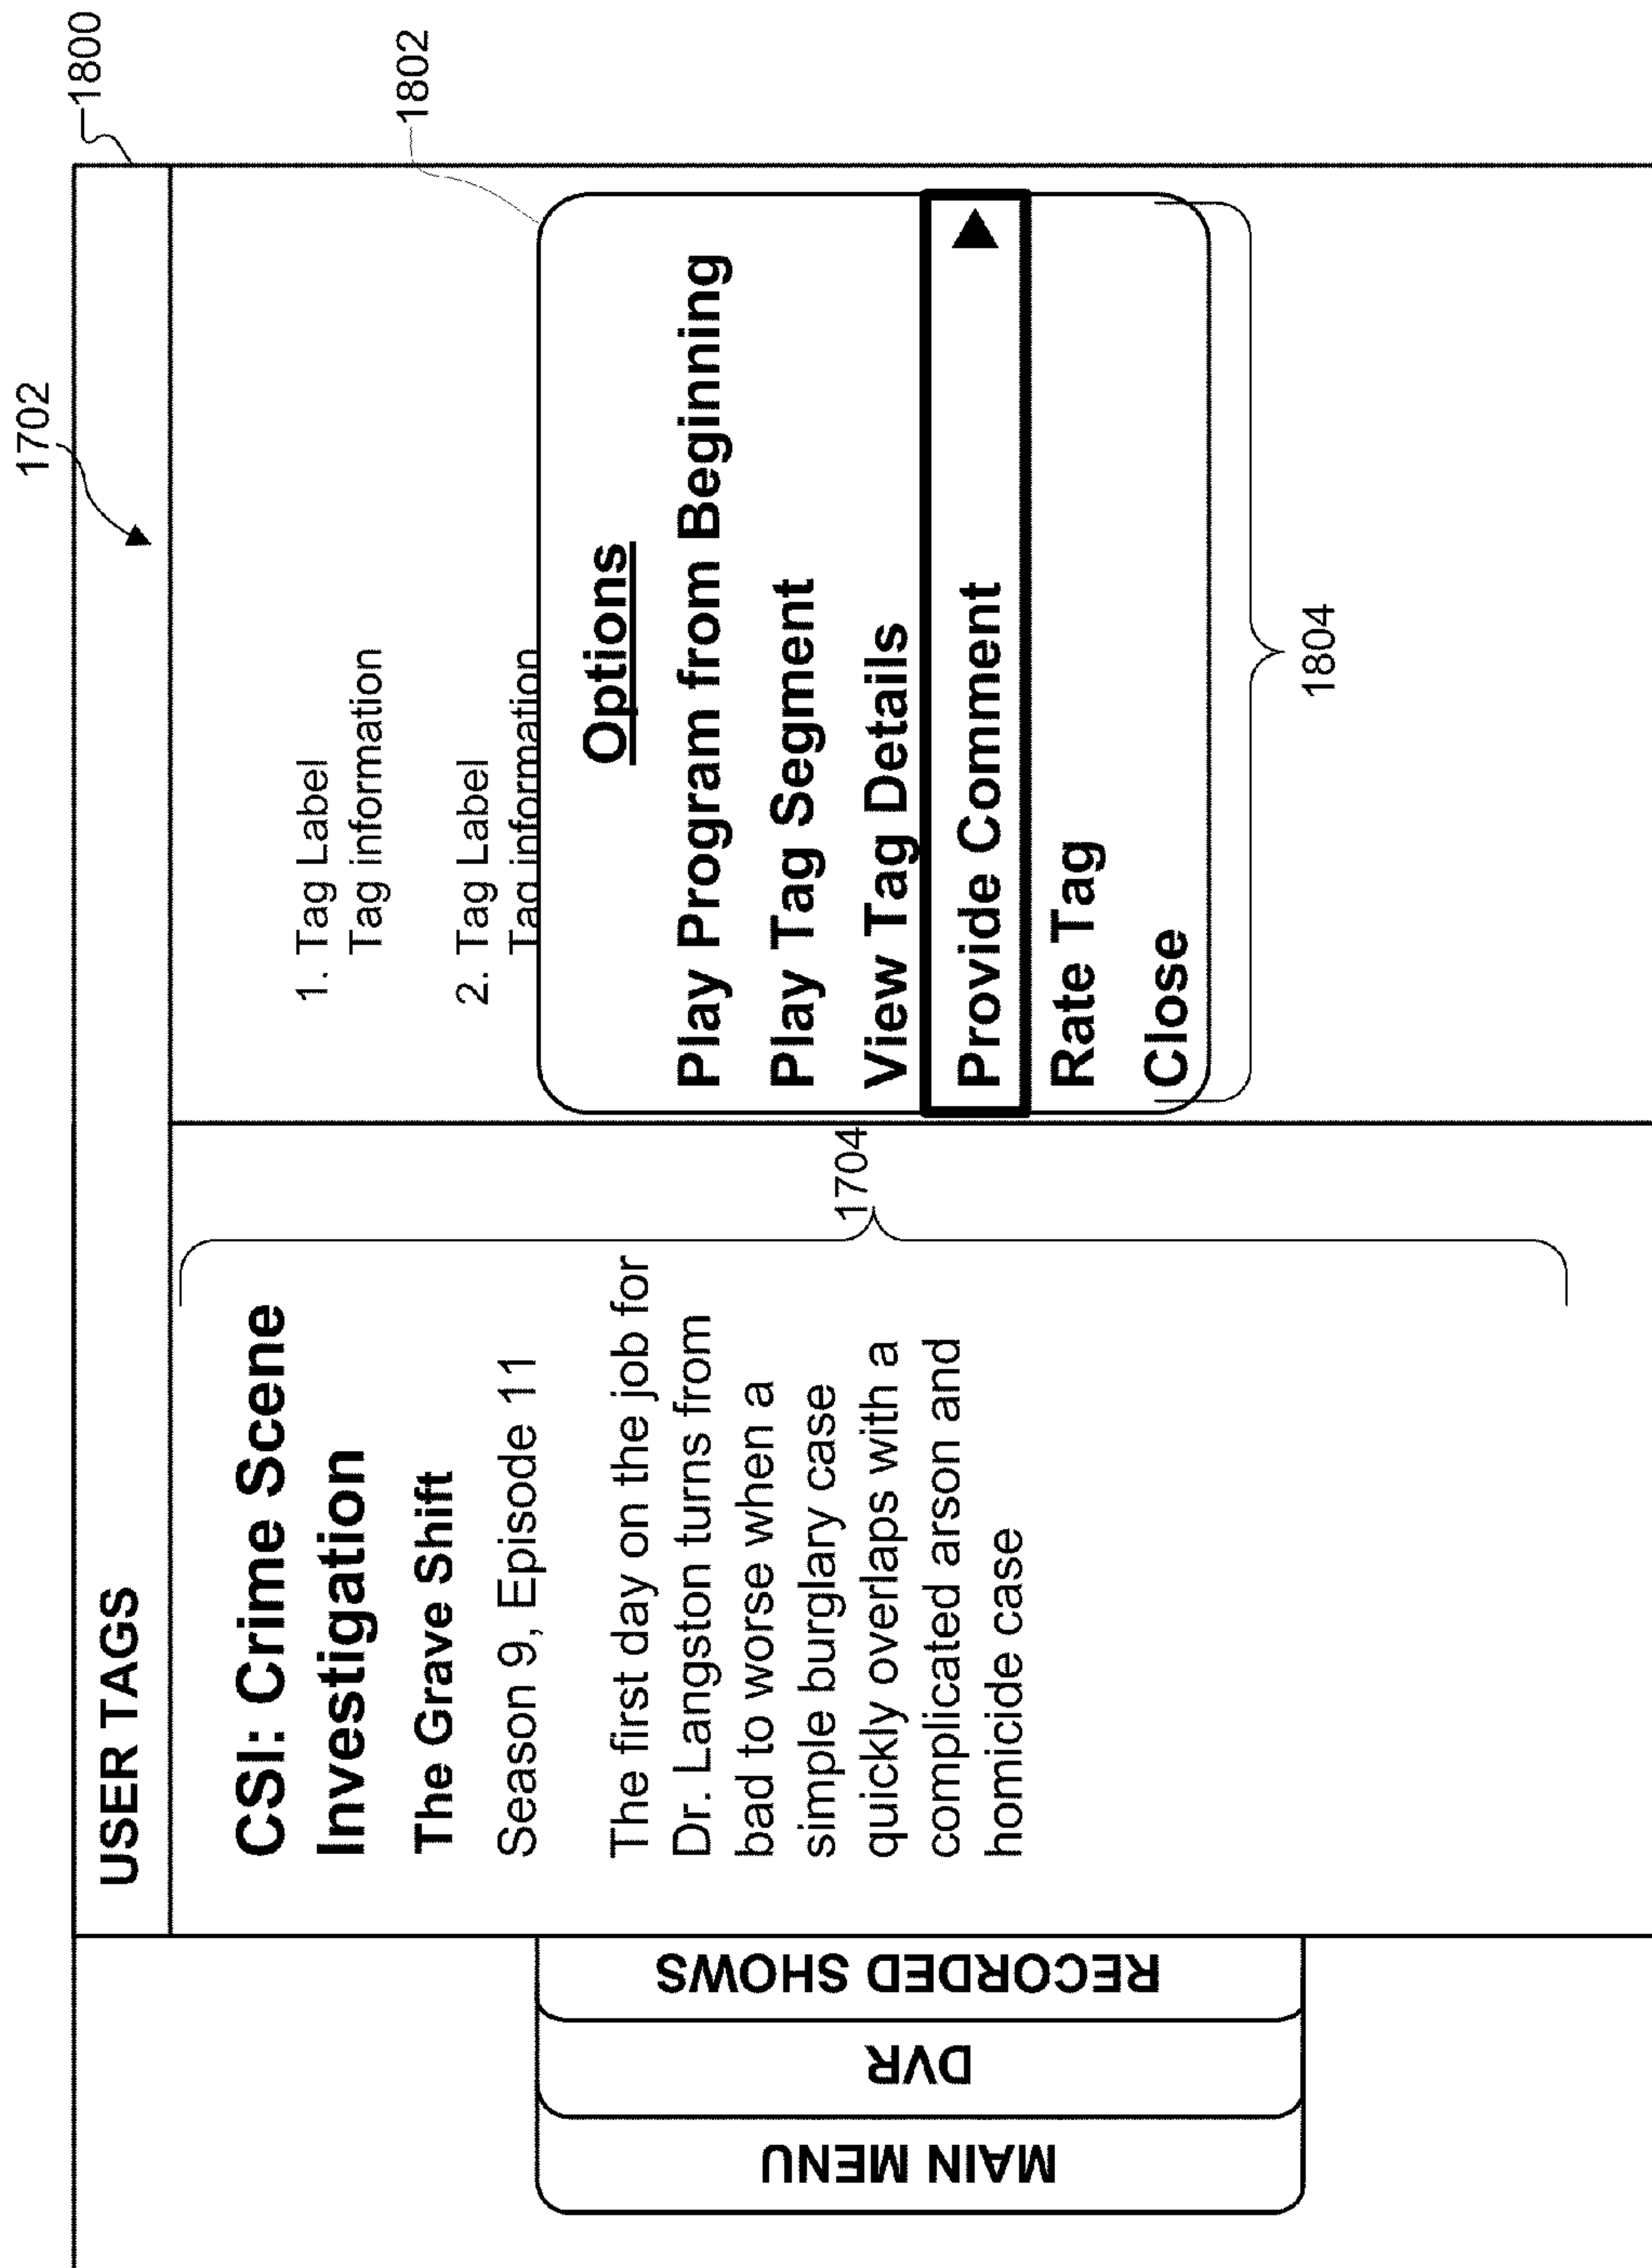 1800
1702
USER TAGS
1802
MAIN MENU
DVR
RECORDED SHOWS
CSI: Crime Scene
Investigation
The Grave Shift
Season 9, Episode 11
The first day on the job for
Dr. Langston turns from
bad to worse when a
simple burglary case
quickly overlaps with a
complicated arson and
homicide case
1704
1. Tag Label
Tag information
2. Tag Label
Tag information
Options
Play Program from Beginning
Play Tag Segment
View Tag Details
Provide Comment
Rate Tag
Close
1804